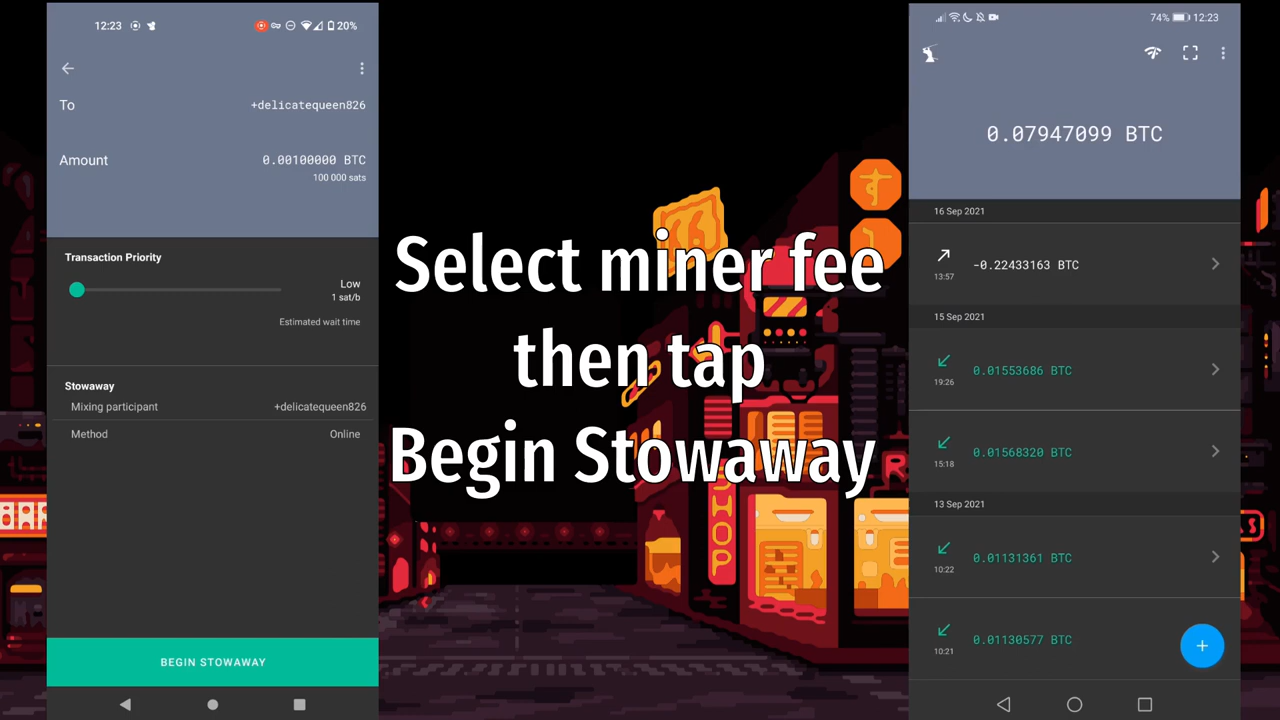 12:23
20%
To
+delicatequeen826
Amount
0.00100000 BTC
100 000 sats
Transaction Priority
Low
1 sat/b
Estimated wait time
Stowaway
Mixing participant
+delicatequeen826
Method
Online
BEGIN STOWAWAY
Select miner fee
then tap
Begin Stowaway
SHOP
74%
12:23
0.07947099 BTC
16 Sep 2021
-0.22433163 BTC
13:57
15 Sep 2021
0.01553686 BTC
19:26
0.01568320 BTC
15:18
13 Sep 2021
0.01131361 BTC
10:22
0.01130577 BTC
10:21
+